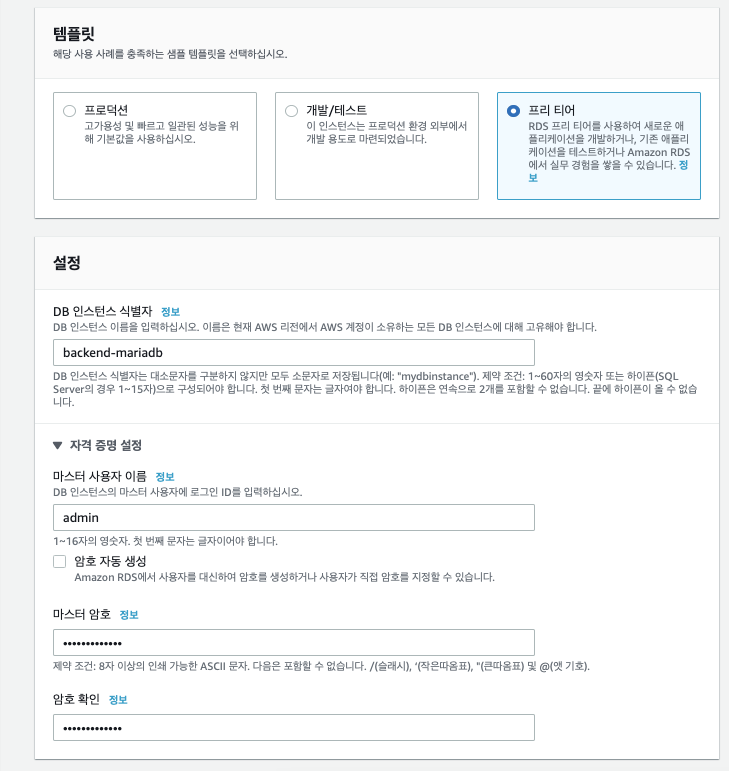 템플릿
해당 사용 사례를 충족하는 샘플 템플릿을 선택하십시오.
프로덕션
고가용성 및 빠르고 일관된 성능을 위
해 기본값을 사용하십시오.
개발/테스트
이 인스턴스는 프로덕션 환경 외부에서
개발 용도로 마련되었습니다.
프리 티어
RDS 프리 티어를 사용하여 새로운 애
플리케이션을 개발하거나, 기존 애플리
케이션을 테스트하거나 Amazon RDS
에서 실무 경험을 쌓을 수 있습니다. 정
보
설정
DB 인스턴스 식별자 정보
DB 인스턴스 이름을 입력하십시오. 이름은 현재 AWS 리전에서 AWS 계정이 소유하는 모든 DB 인스턴스에 대해 고유해야 합니다.
backend-mariadb
DB 인스턴스 식별자는 대소문자를 구분하지 않지만 모두 소문자로 저장됩니다(예: "mydbinstance"). 제약 조건: 1~60자의 영숫자 또는 하이픈(SQL
Server의 경우 1~15자)으로 구성되어야 합니다. 첫 번째 문자는 글자여야 합니다. 하이픈은 연속으로 2개를 포함할 수 없습니다. 끝에 하이픈이 올 수 없습
니다.
▼ 자격 증명 설정
마스터 사용자 이름 정보
DB 인스턴스의 마스터 사용자에 로그인 ID를 입력하십시오.
admin
1~16자의 영숫자. 첫 번째 문자는 글자이어야 합니다.
암호 자동 생성
Amazon RDS에서 사용자를 대신하여 암호를 생성하거나 사용자가 직접 암호를 지정할 수 있습니다.
마스터 암호 정보
•••••••••••••
제약 조건: 8자 이상의 인쇄 가능한 ASCII 문자. 다음은 포함할 수 없습니다. /(슬래시), '(작은따옴표), "(큰따옴표) 및 @(앳 기호).
암호 확인 정보
•••••••••••••